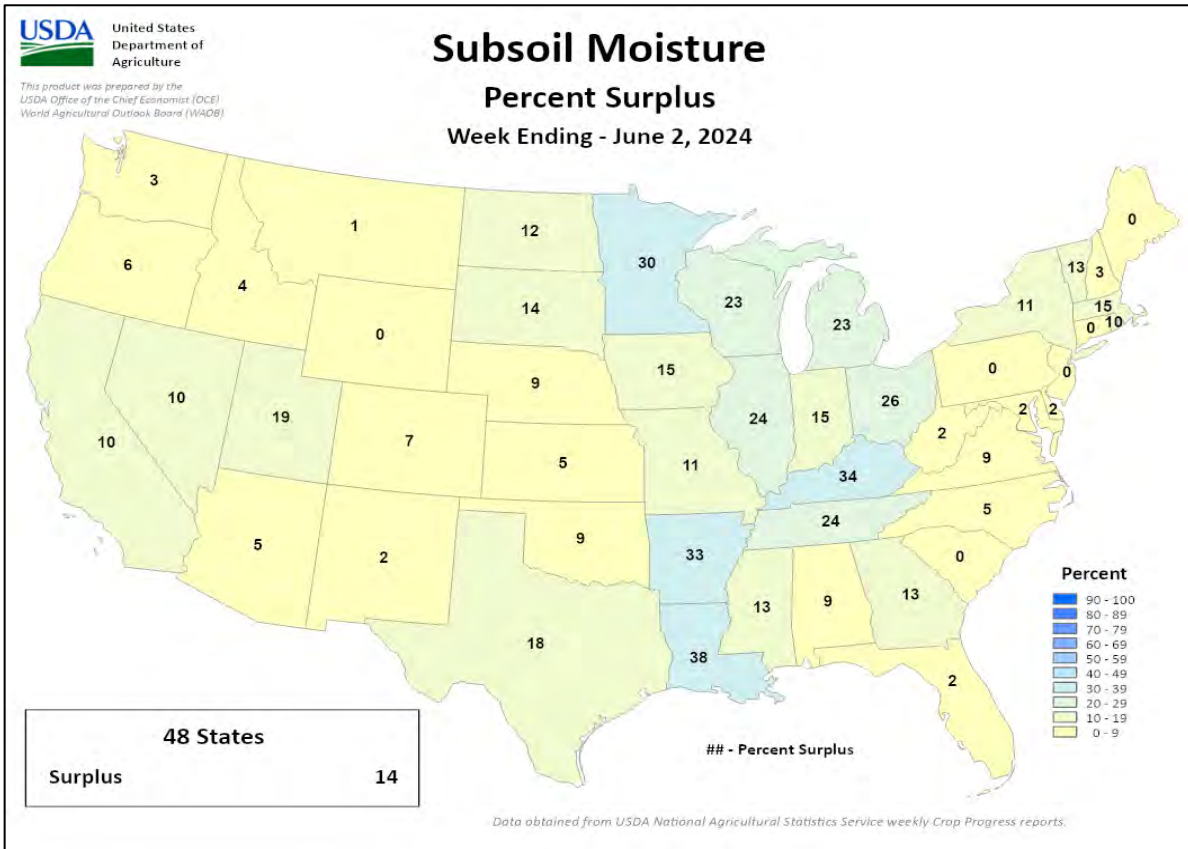 USDA
United States
Department of
Agriculture
This product was prepared by the
USDA Office of the Chief Economist (OCE)
World Agricultural Outlook Board (WAOB)
Subsoil Moisture
Percent Surplus
Week Ending - June 2, 2024
3
1
12
30
0
6
4
14
23
23
11
13
3
15
0
10
0
9
15
0
0
10
10
19
7
5
11
24
15
26
2
2
2
9
34
5
5
2
9
33
24
0
18
38
13
9
13
2
Percent
90 - 100
80 - 89
70 - 79
60 - 69
50 - 59
40 - 49
30 - 39
20 - 29
10 - 19
0 - 9
48 States
Surplus 14
## - Percent Surplus
Data obtained from USDA National Agricultural Statistics Service weekly Crop Progress reports.